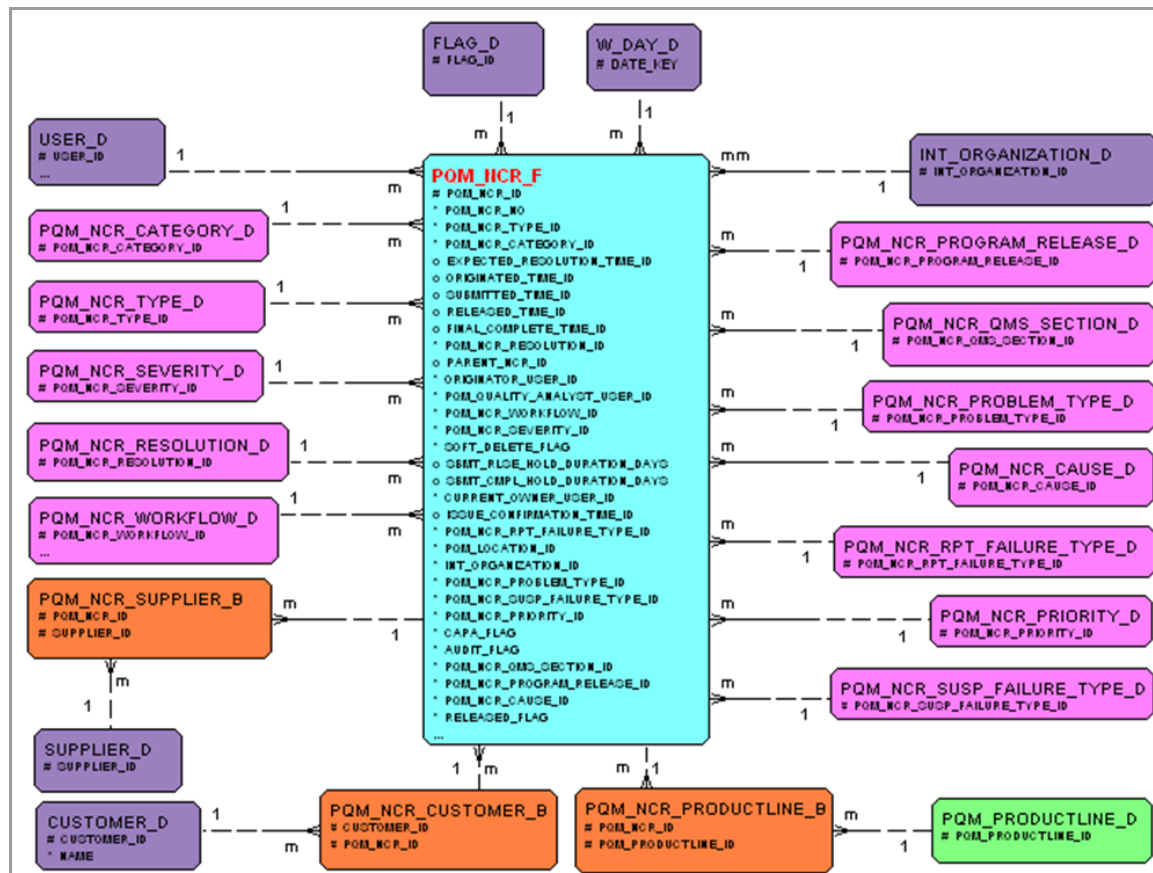 FLAG_D
# FLAG_ID
1
m
W_DAY_D
# DATE_KEY
1
m
USER_D
# USER_ID
...
1
m
PQM_NCR_CATEGORY_D
# PQM_NCR_CATEGORY_ID
1
m
PQM_NCR_TYPE_D
# PQM_NCR_TYPE_ID
1
m
PQM_NCR_SEVERITY_D
# PQM_NCR_SEVERITY_ID
1
m
PQM_NCR_RESOLUTION_D
# PQM_NCR_RESOLUTION_ID
1
m
PQM_NCR_WORKFLOW_D
# PQM_NCR_WORKFLOW_ID
...
1
m
PQM_NCR_SUPPLIER_B
# PQM_NCR_ID
# SUPPLIER_ID
m
1
m
1
SUPPLIER_D
# SUPPLIER_ID
CUSTOMER_D
# CUSTOMER_ID
* NAME
1
m
PQM_NCR_F
# PQM_NCR_ID
* PQM_NCR_NO
* PQM_NCR_TYPE_ID
* PQM_NCR_CATEGORY_ID
o EXPECTED_RESOLUTION_TIME_ID
o ORIGINATED_TIME_ID
o SUBMITTED_TIME_ID
o RELEASED_TIME_ID
o FINAL_COMPLETE_TIME_ID
* PQM_NCR_RESOLUTION_ID
o PARENT_NCR_ID
* ORIGINATOR_USER_ID
* PQM_QUALITY_ANALYST_USER_ID
* PQM_NCR_WORKFLOW_ID
* PQM_NCR_SEVERITY_ID
* SOFT_DELETE_FLAG
o SBMT_RLSE_HOLD_DURATION_DAYS
o SBMT_CMPL_HOLD_DURATION_DAYS
* CURRENT_OWNER_USER_ID
o ISSUE_CONFIRMATION_TIME_ID
* PQM_NCR_RPT_FAILURE_TYPE_ID
* PQM_LOCATION_ID
* INT_ORGANIZATION_ID
* PQM_NCR_PROBLEM_TYPE_ID
* PQM_NCR_SUSP_FAILURE_TYPE_ID
* PQM_NCR_PRIORITY_ID
* CAPA_FLAG
* AUDIT_FLAG
* PQM_NCR_QMS_SECTION_ID
* PQM_NCR_PROGRAM_RELEASE_ID
* PQM_NCR_CAUSE_ID
* RELEASED_FLAG
...
1
m
PQM_NCR_CUSTOMER_B
# CUSTOMER_ID
# PQM_NCR_ID
m
1
PQM_NCR_PRODUCTLINE_B
# PQM_NCR_ID
# PQM_PRODUCTLINE_ID
m
1
PQM_PRODUCTLINE_D
# PQM_PRODUCTLINE_ID
mm
1
INT_ORGANIZATION_D
# INT_ORGANIZATION_ID
m
1
PQM_NCR_PROGRAM_RELEASE_D
# PQM_NCR_PROGRAM_RELEASE_ID
m
1
PQM_NCR_QMS_SECTION_D
# PQM_NCR_QMS_SECTION_ID
m
1
PQM_NCR_PROBLEM_TYPE_D
# PQM_NCR_PROBLEM_TYPE_ID
m
1
PQM_NCR_CAUSE_D
# PQM_NCR_CAUSE_ID
m
1
PQM_NCR_RPT_FAILURE_TYPE_D
# PQM_NCR_RPT_FAILURE_TYPE_ID
m
1
PQM_NCR_PRIORITY_D
# PQM_NCR_PRIORITY_ID
m
1
PQM_NCR_SUSP_FAILURE_TYPE_D
# PQM_NCR_SUSP_FAILURE_TYPE_ID